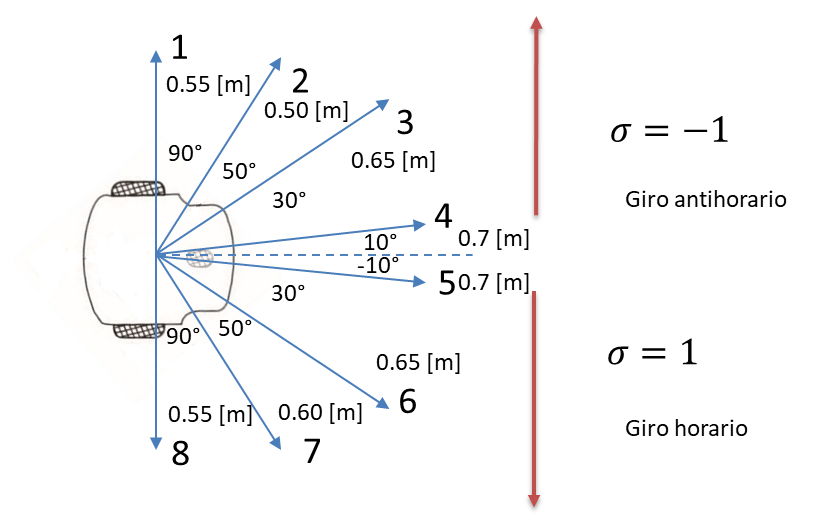 1
0.55 [m]
2
0.50 [m]
3
0.65 [m]
90°
50°
30°
4
0.7 [m]
10°
-10°
5
0.7 [m]
30°
50°
90°
0.65 [m]
6
0.60 [m]
7
0.55 [m]
8
σ = −1
Giro antihorario
σ = 1
Giro horario